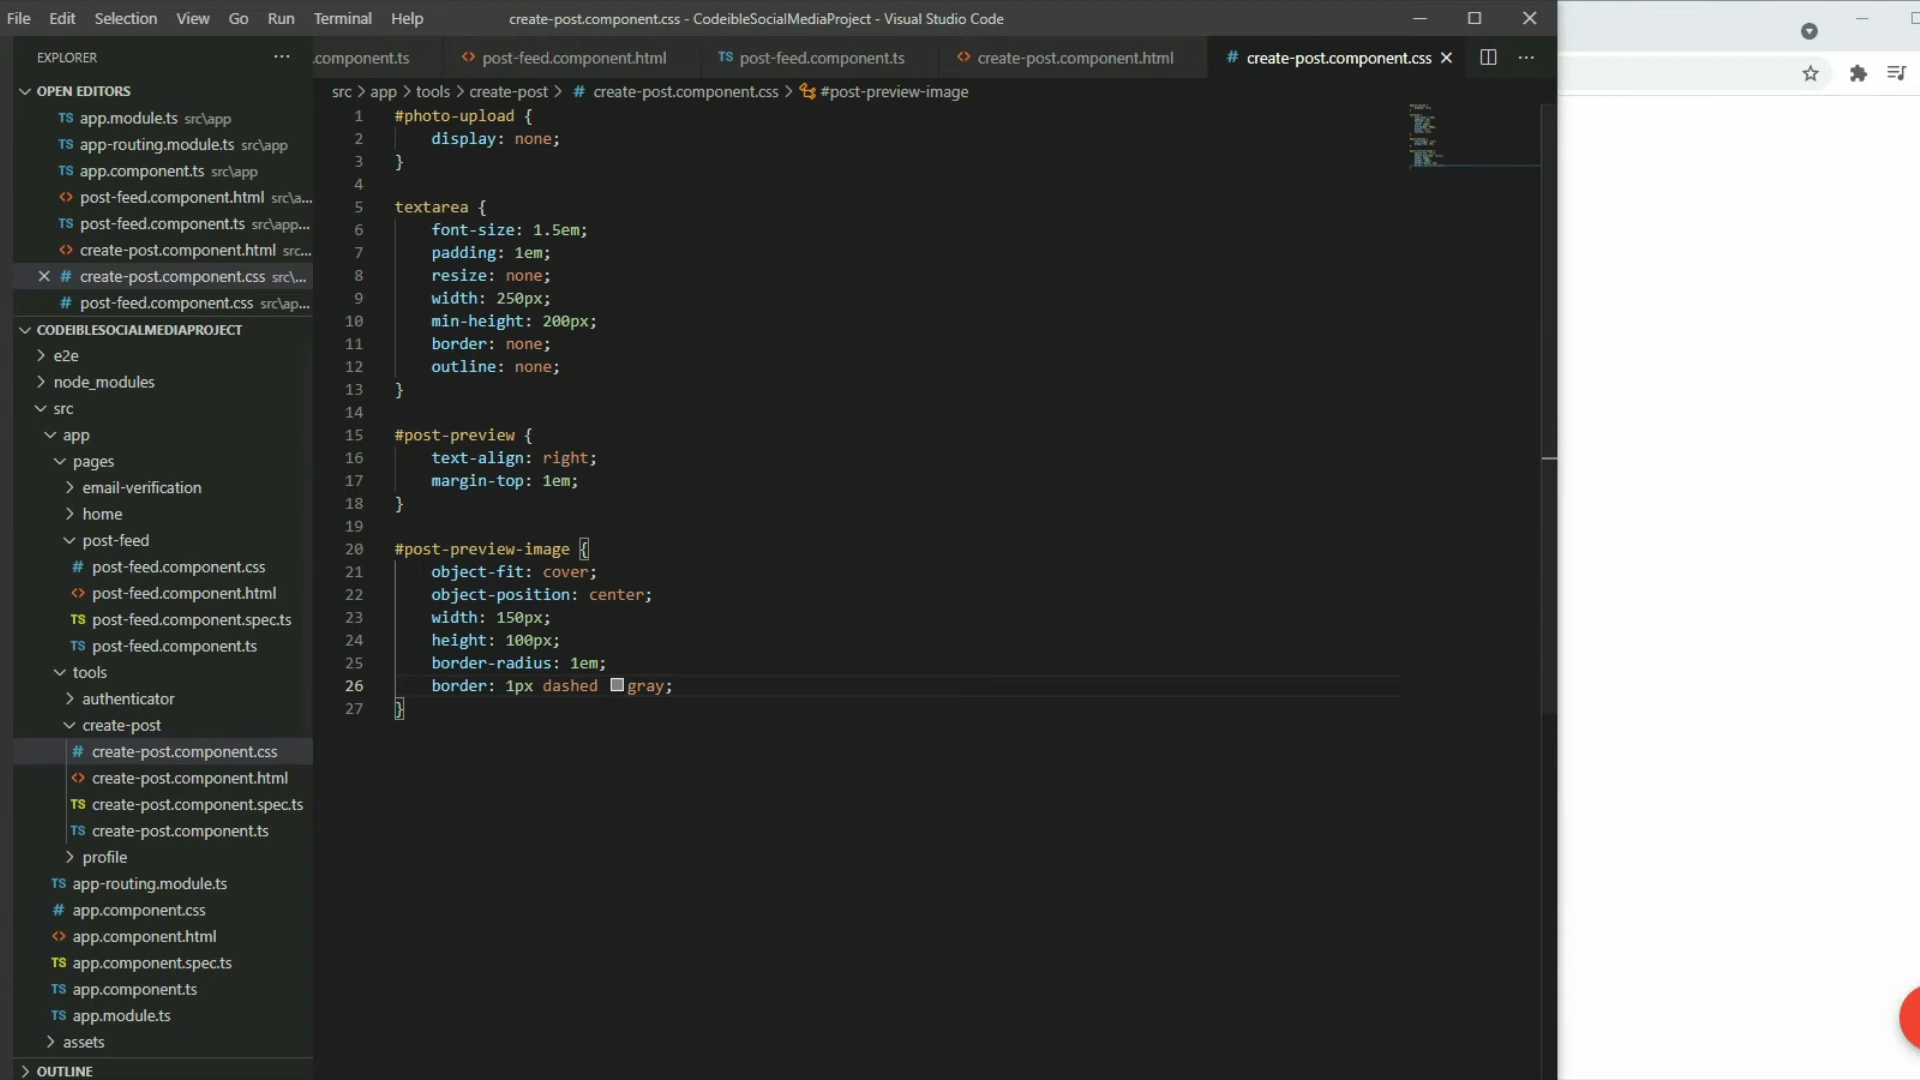 File Edit Selection View Go Run Terminal Help
create-post.component.css - CodeibleSocialMediaProject - Visual Studio Code
EXPLORER
.component.ts
post-feed.component.html
TS post-feed.component.ts
create-post.component.html
# create-post.component.css
OPEN EDITORS
TS app.module.ts src\app
TS app-routing.module.ts src\app
TS app.component.ts src\app
<> post-feed.component.html src\a...
TS post-feed.component.ts src\app...
<> create-post.component.html src...
# create-post.component.css src\...
# post-feed.component.css src\ap...
CODEIBLESOCIALMEDIAPROJECT
e2e
node_modules
src
app
pages
email-verification
home
post-feed
# post-feed.component.css
<> post-feed.component.html
TS post-feed.component.spec.ts
TS post-feed.component.ts
tools
authenticator
create-post
# create-post.component.css
<> create-post.component.html
TS create-post.component.spec.ts
TS create-post.component.ts
profile
TS app-routing.module.ts
# app.component.css
<> app.component.html
TS app.component.spec.ts
TS app.component.ts
TS app.module.ts
assets
OUTLINE
src > app > tools > create-post > # create-post.component.css > #post-preview-image
1 #photo-upload {
2 display: none;
3 }
4
5 textarea {
6 font-size: 1.5em;
7 padding: 1em;
8 resize: none;
9 width: 250px;
10 min-height: 200px;
11 border: none;
12 outline: none;
13 }
14
15 #post-preview {
16 text-align: right;
17 margin-top: 1em;
18 }
19
20 #post-preview-image {
21 object-fit: cover;
22 object-position: center;
23 width: 150px;
24 height: 100px;
25 border-radius: 1em;
26 border: 1px dashed gray;
27 }